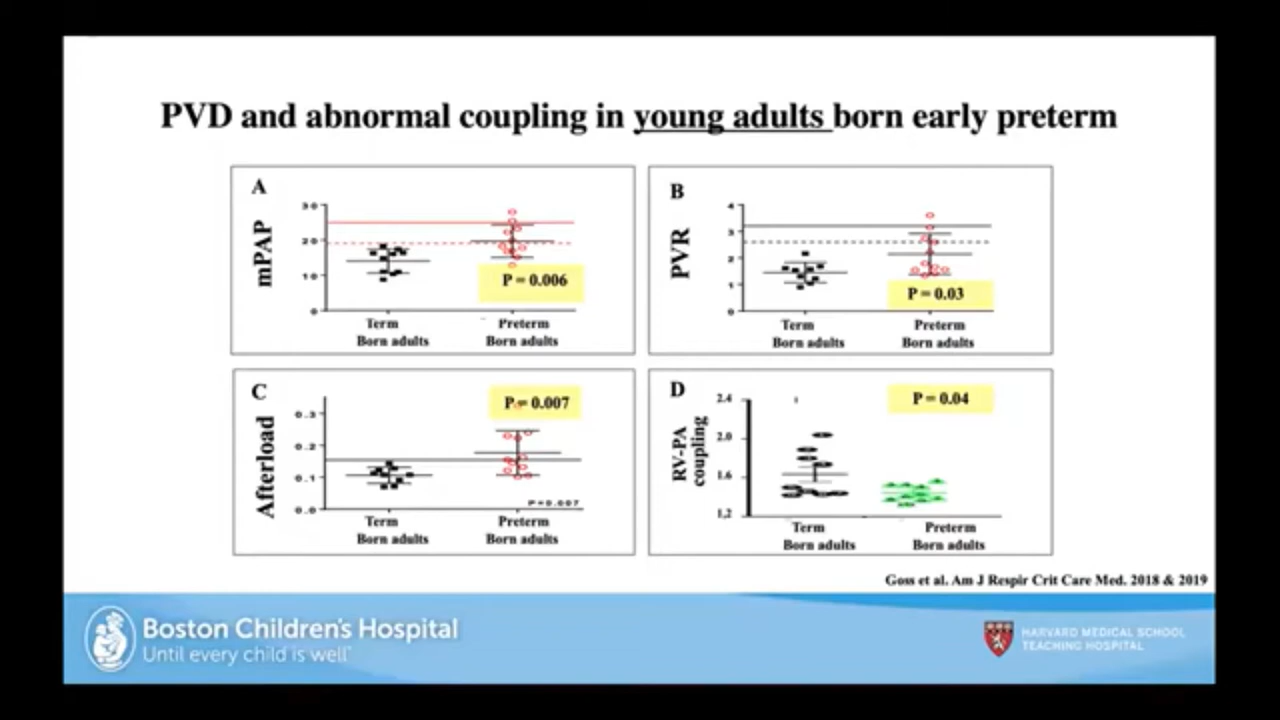 PVD and abnormal coupling in young adults born early preterm
A
mPAP
30
20
10
0
P = 0.006
Term
Born adults
Preterm
Born adults
B
PVR
4
3
2
1
0
P = 0.03
Term
Born adults
Preterm
Born adults
C
Afterload
0.3
0.2
0.1
0.0
P = 0.007
P=0.007
Term
Born adults
Preterm
Born adults
D
RV-PA
coupling
2.4
2.0
1.6
1.2
P = 0.04
Term
Born adults
Preterm
Born adults
Goss et al. Am J Respir Crit Care Med. 2018 & 2019
Boston Children's Hospital
Until every child is well™
HARVARD MEDICAL SCHOOL
TEACHING HOSPITAL